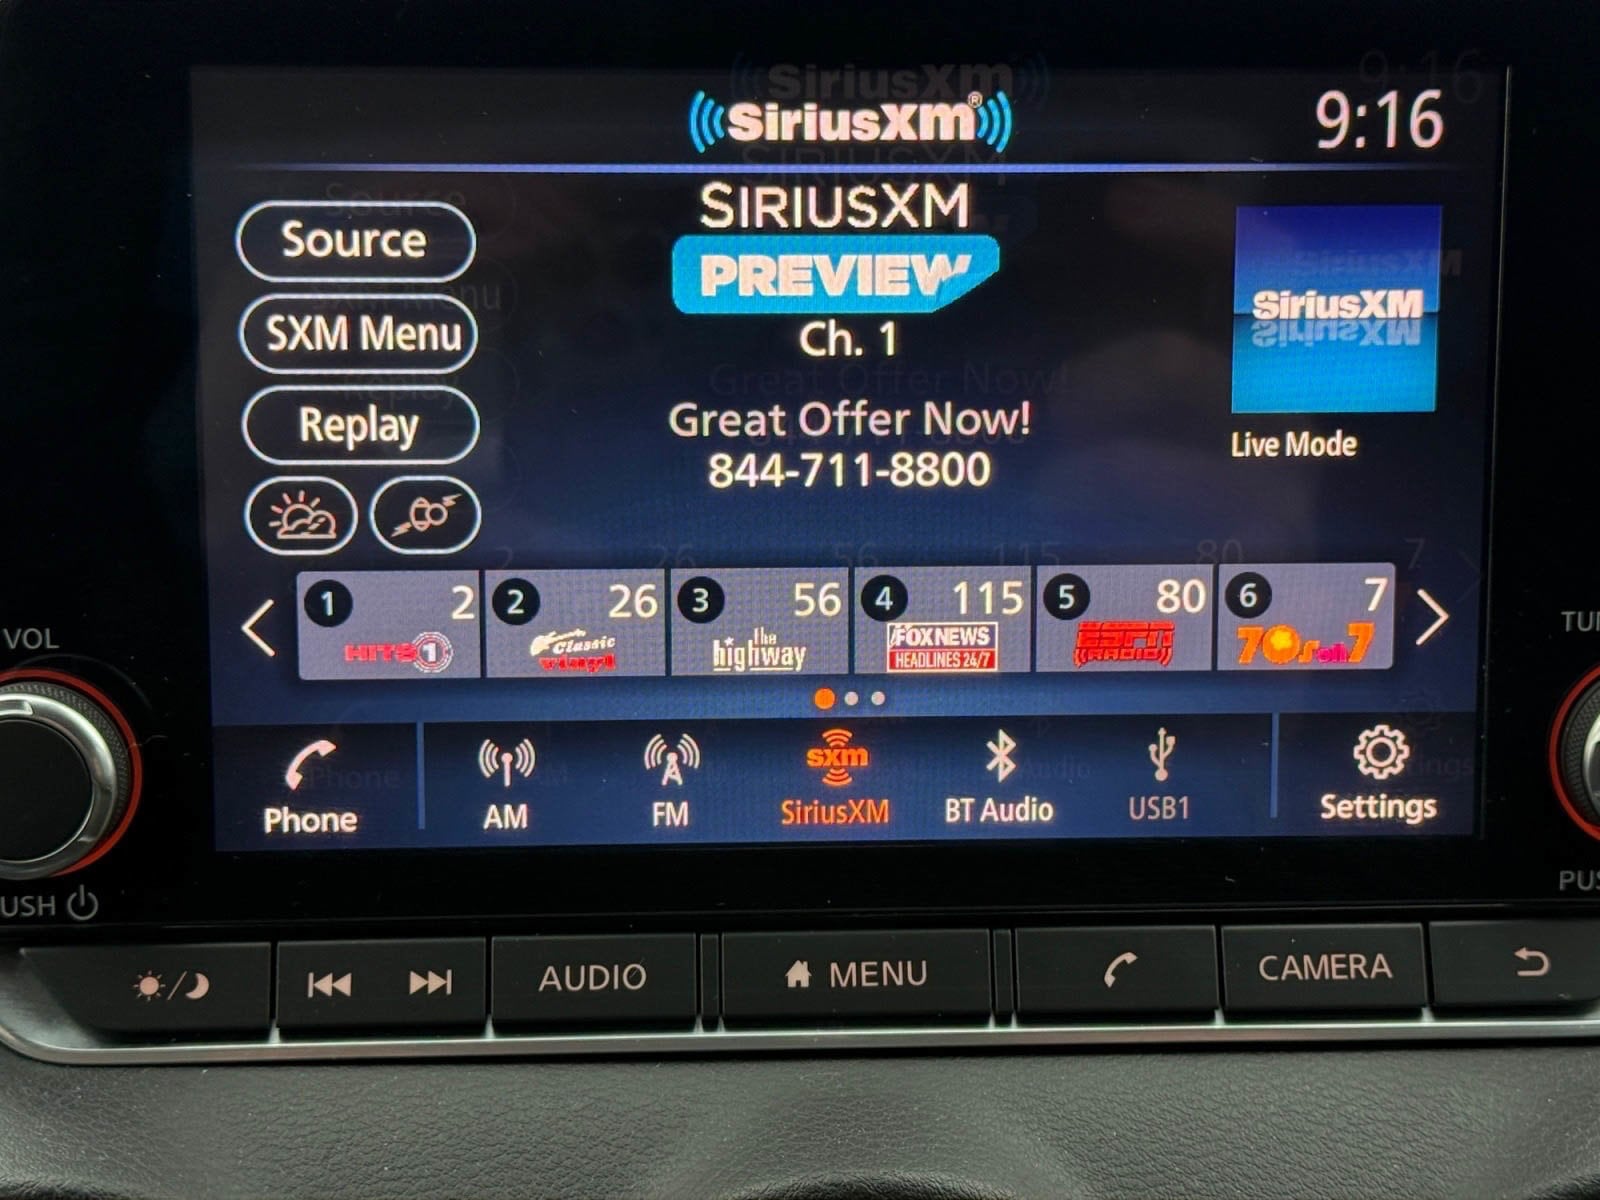 SiriusXM®
9:16
SIRIUSXM
PREVIEW
Ch. 1
Great Offer Now!
844-711-8800
Source
SXM Menu
Replay
SiriusXM
Live Mode
1 2
HITS 1
2 26
Classic
vinyl
3 56
the
highway
4 115
FOX NEWS
HEADLINES 24/7
5 80
ESPN
RADIO
6 7
70s on 7
VOL
PUSH
Phone
AM
FM
sxm
SiriusXM
BT Audio
USB1
Settings
AUDIO
MENU
CAMERA